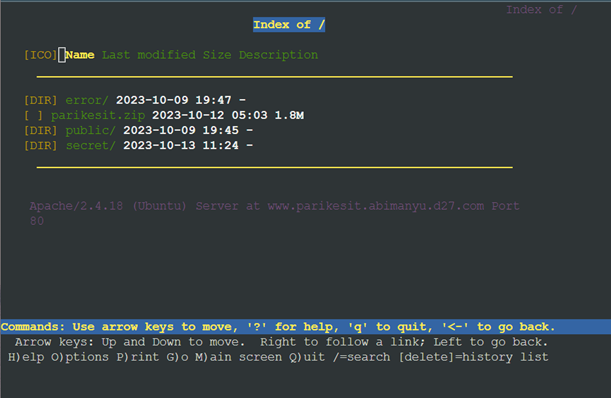 Index of /
Index of /
[ICO] Name Last modified Size Description
[DIR] error/ 2023-10-09 19:47 -
[ ] parikesit.zip 2023-10-12 05:03 1.8M
[DIR] public/ 2023-10-09 19:45 -
[DIR] secret/ 2023-10-13 11:24 -
Apache/2.4.18 (Ubuntu) Server at www.parikesit.abimanyu.d27.com Port
80
Commands: Use arrow keys to move, '?' for help, 'q' to quit, '<-' to go back.
Arrow keys: Up and Down to move.  Right to follow a link; Left to go back.
H)elp O)ptions P)rint G)o M)ain screen Q)uit /=search [delete]=history list